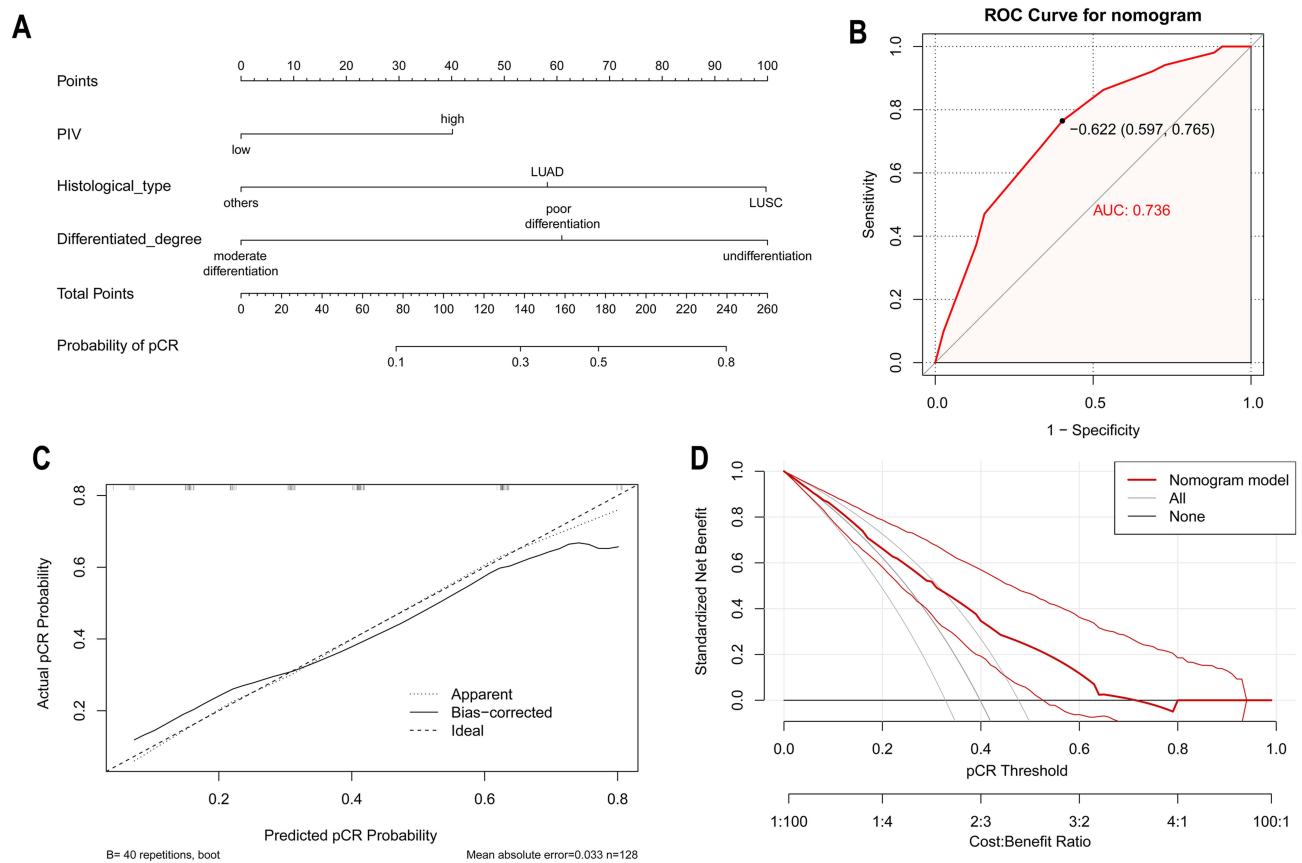 A
Points
0 10 20 30 40 50 60 70 80 90 100
PIV
high
low
Histological_type
LUAD
others
LUSC
Differentiated_degree
poor
differentiation
moderate
differentiation
undifferentiation
Total Points
0 20 40 60 80 100 120 140 160 180 200 220 240 260
Probability of pCR
0.1 0.3 0.5 0.8
B
ROC Curve for nomogram
Sensitivity
1.0
0.8
0.6
0.4
0.2
0.0
−0.622 (0.597, 0.765)
AUC: 0.736
0.0 0.5 1.0
1 − Specificity
C
Actual pCR Probability
0.8
0.6
0.4
0.2
Apparent
Bias−corrected
Ideal
0.2 0.4 0.6 0.8
Predicted pCR Probability
B= 40 repetitions, boot
Mean absolute error=0.033 n=128
D
Standardized Net Benefit
1.0
0.8
0.6
0.4
0.2
0.0
Nomogram model
All
None
0.0 0.2 0.4 0.6 0.8 1.0
pCR Threshold
1:100 1:4 2:3 3:2 4:1 100:1
Cost:Benefit Ratio